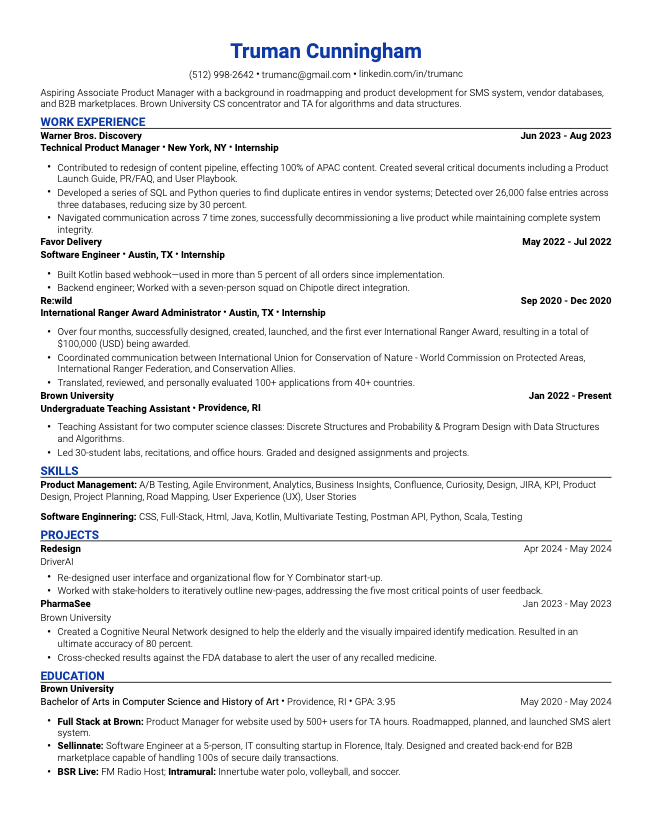 Truman Cunningham
(512) 998-2642 • trumanc@gmail.com • linkedin.com/in/trumanc
Aspiring Associate Product Manager with a background in roadmapping and product development for SMS system, vendor databases,
and B2B marketplaces. Brown University CS concentrator and TA for algorithms and data structures.
WORK EXPERIENCE
Warner Bros. Discovery Jun 2023 - Aug 2023
Technical Product Manager • New York, NY • Internship
• Contributed to redesign of content pipeline, effecting 100% of APAC content. Created several critical documents including a Product
Launch Guide, PR/FAQ, and User Playbook.
• Developed a series of SQL and Python queries to find duplicate entires in vendor systems; Detected over 26,000 false entries across
three databases, reducing size by 30 percent.
• Navigated communication across 7 time zones, successfully decommissioning a live product while maintaining complete system
integrity.
Favor Delivery May 2022 - Jul 2022
Software Engineer • Austin, TX • Internship
• Built Kotlin based webhook—used in more than 5 percent of all orders since implementation.
• Backend engineer; Worked with a seven-person squad on Chipotle direct integration.
Re:wild Sep 2020 - Dec 2020
International Ranger Award Administrator • Austin, TX • Internship
• Over four months, successfully designed, created, launched, and the first ever International Ranger Award, resulting in a total of
$100,000 (USD) being awarded.
• Coordinated communication between International Union for Conservation of Nature - World Commission on Protected Areas,
International Ranger Federation, and Conservation Allies.
• Translated, reviewed, and personally evaluated 100+ applications from 40+ countries.
Brown University Jan 2022 - Present
Undergraduate Teaching Assistant • Providence, RI
• Teaching Assistant for two computer science classes: Discrete Structures and Probability & Program Design with Data Structures
and Algorithms.
• Led 30-student labs, recitations, and office hours. Graded and designed assignments and projects.
SKILLS
Product Management: A/B Testing, Agile Environment, Analytics, Business Insights, Confluence, Curiosity, Design, JIRA, KPI, Product
Design, Project Planning, Road Mapping, User Experience (UX), User Stories
Software Enginnering: CSS, Full-Stack, Html, Java, Kotlin, Multivariate Testing, Postman API, Python, Scala, Testing
PROJECTS
Redesign Apr 2024 - May 2024
DriverAI
• Re-designed user interface and organizational flow for Y Combinator start-up.
• Worked with stake-holders to iteratively outline new-pages, addressing the five most critical points of user feedback.
PharmaSee Jan 2023 - May 2023
Brown University
• Created a Cognitive Neural Network designed to help the elderly and the visually impaired identify medication. Resulted in an
ultimate accuracy of 80 percent.
• Cross-checked results against the FDA database to alert the user of any recalled medicine.
EDUCATION
Brown University
Bachelor of Arts in Computer Science and History of Art • Providence, RI • GPA: 3.95 May 2020 - May 2024
• Full Stack at Brown: Product Manager for website used by 500+ users for TA hours. Roadmapped, planned, and launched SMS alert
system.
• Sellinnate: Software Engineer at a 5-person, IT consulting startup in Florence, Italy. Designed and created back-end for B2B
marketplace capable of handling 100s of secure daily transactions.
• BSR Live: FM Radio Host; Intramural: Innertube water polo, volleyball, and soccer.